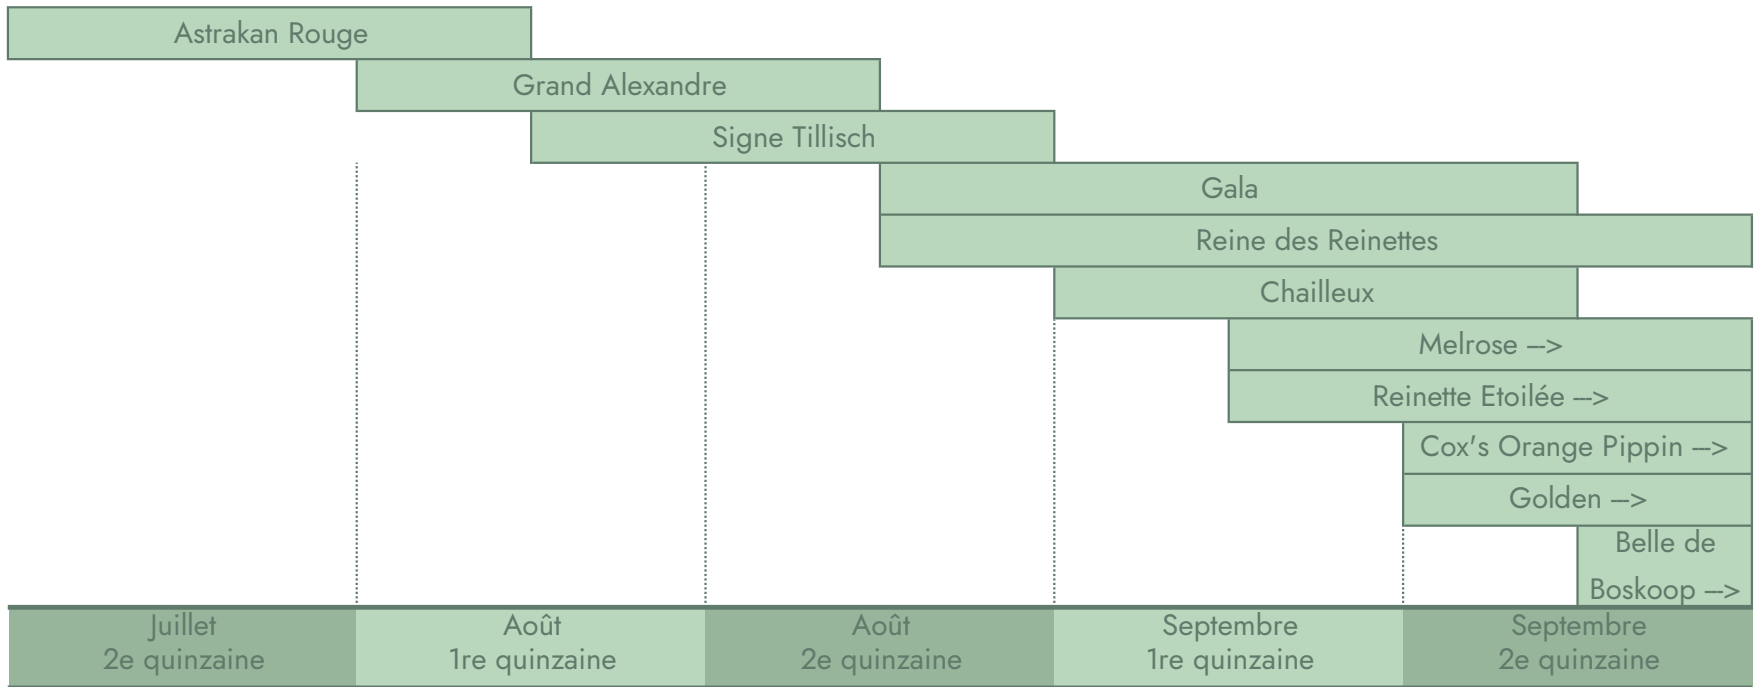 Astrakan Rouge
Grand Alexandre
Signe Tillisch
Gala
Reine des Reinettes
Chailleux
Melrose -->
Reinette Etoilée -->
Cox's Orange Pippin -->
Golden -->
Belle de
Boskoop -->
Juillet
2e quinzaine
Août
1re quinzaine
Août
2e quinzaine
Septembre
1re quinzaine
Septembre
2e quinzaine